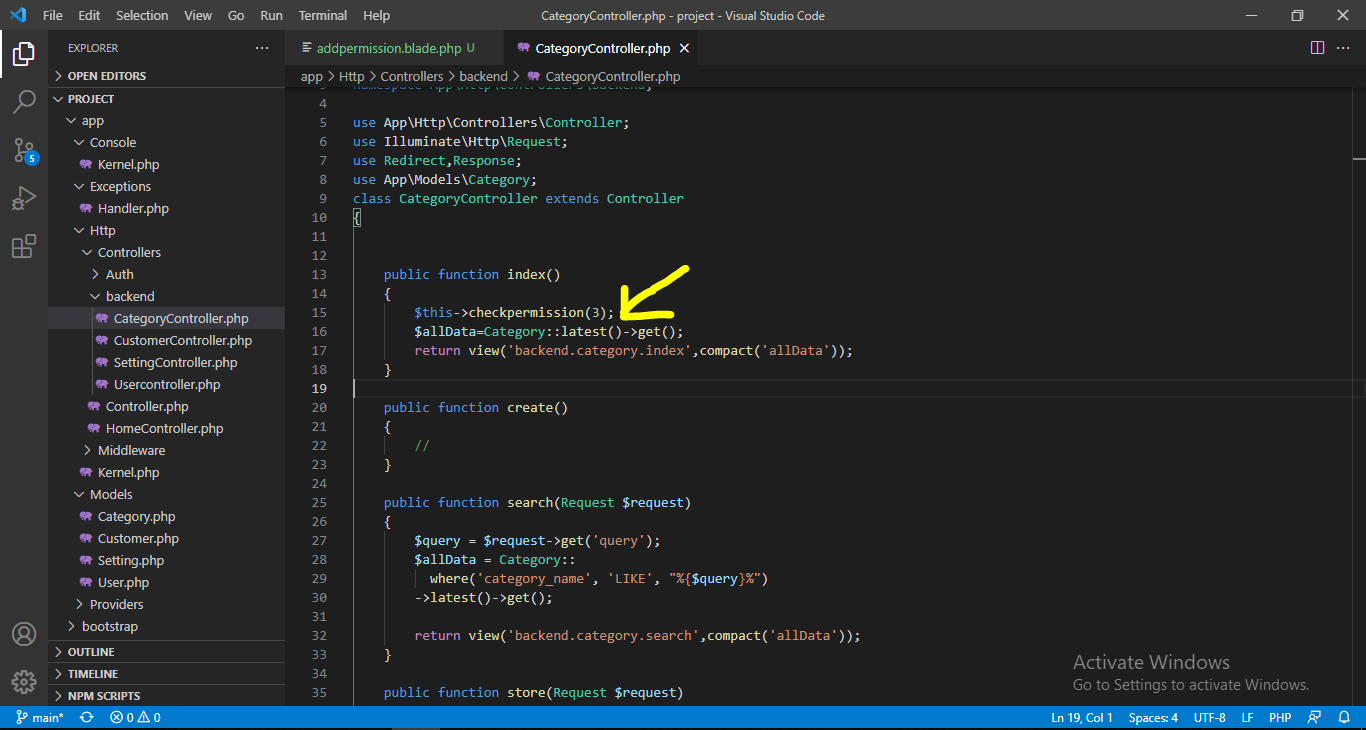 File Edit Selection View Go Run Terminal Help CategoryController.php - project - Visual Studio Code
EXPLORER
OPEN EDITORS
PROJECT
app
Console
Kernel.php
Exceptions
Handler.php
Http
Controllers
Auth
backend
CategoryController.php
CustomerController.php
SettingController.php
Usercontroller.php
Controller.php
HomeController.php
Middleware
Kernel.php
Models
Category.php
Customer.php
Setting.php
User.php
Providers
bootstrap
OUTLINE
TIMELINE
NPM SCRIPTS
5
addpermission.blade.php U CategoryController.php
app > Http > Controllers > backend > CategoryController.php
3 namespace App\Http\Controllers\backend;
4
5 use App\Http\Controllers\Controller;
6 use Illuminate\Http\Request;
7 use Redirect,Response;
8 use App\Models\Category;
9 class CategoryController extends Controller
10 {
11
12
13 public function index()
14 {
15 $this->checkpermission(3);
16 $allData=Category::latest()->get();
17 return view('backend.category.index',compact('allData'));
18 }
19
20 public function create()
21 {
22 //
23 }
24
25 public function search(Request $request)
26 {
27 $query = $request->get('query');
28 $allData = Category::
29 where('category_name', 'LIKE', "%{$query}%")
30 ->latest()->get();
31
32 return view('backend.category.search',compact('allData'));
33 }
34
35 public function store(Request $request)
Activate Windows
Go to Settings to activate Windows.
main* 0 0 Ln 19, Col 1 Spaces: 4 UTF-8 LF PHP